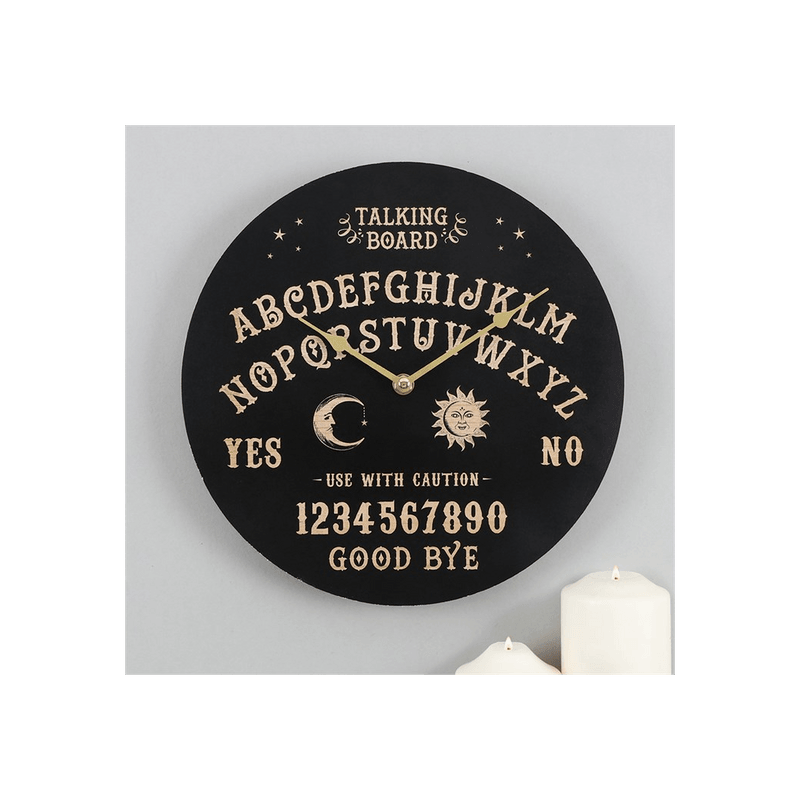 TALKING
BOARD
ABCDEFGHIJKLM
NOPQRSTUVWXYZ
YES NO
-USE WITH CAUTION-
1234567890
GOOD BYE